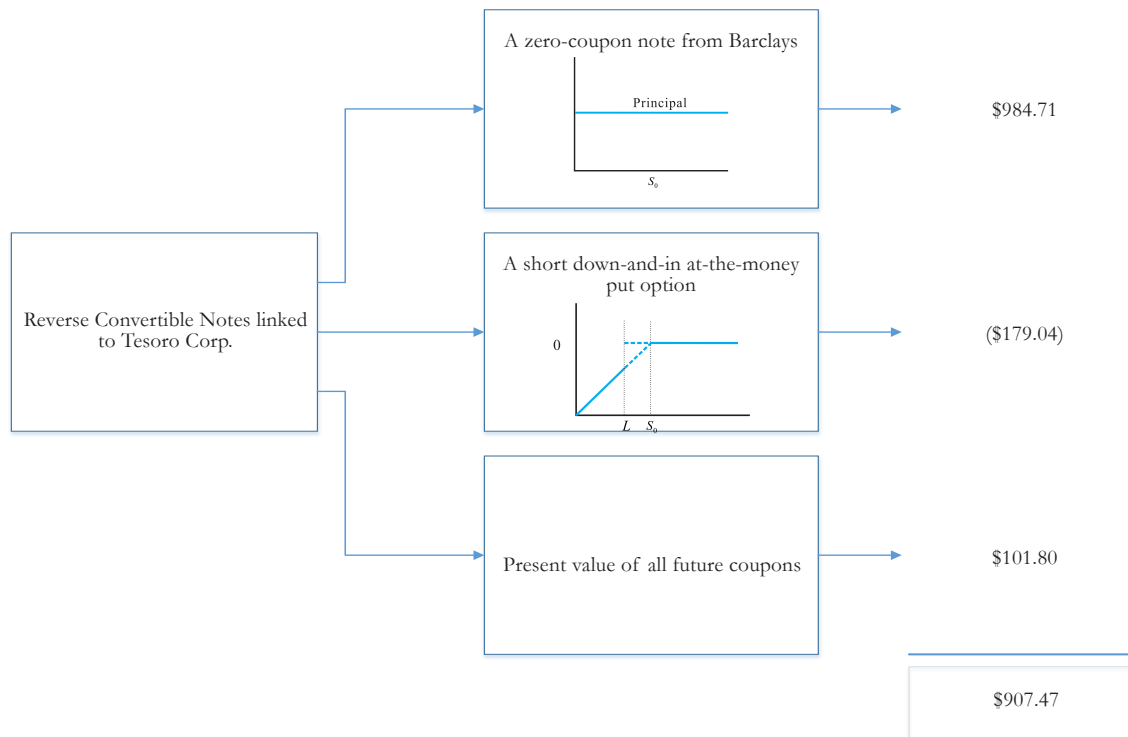 A zero-coupon note from Barclays
Principal
S₀
$984.71
Reverse Convertible Notes linked
to Tesoro Corp.
A short down-and-in at-the-money
put option
0
L S₀
($179.04)
Present value of all future coupons
$101.80
$907.47